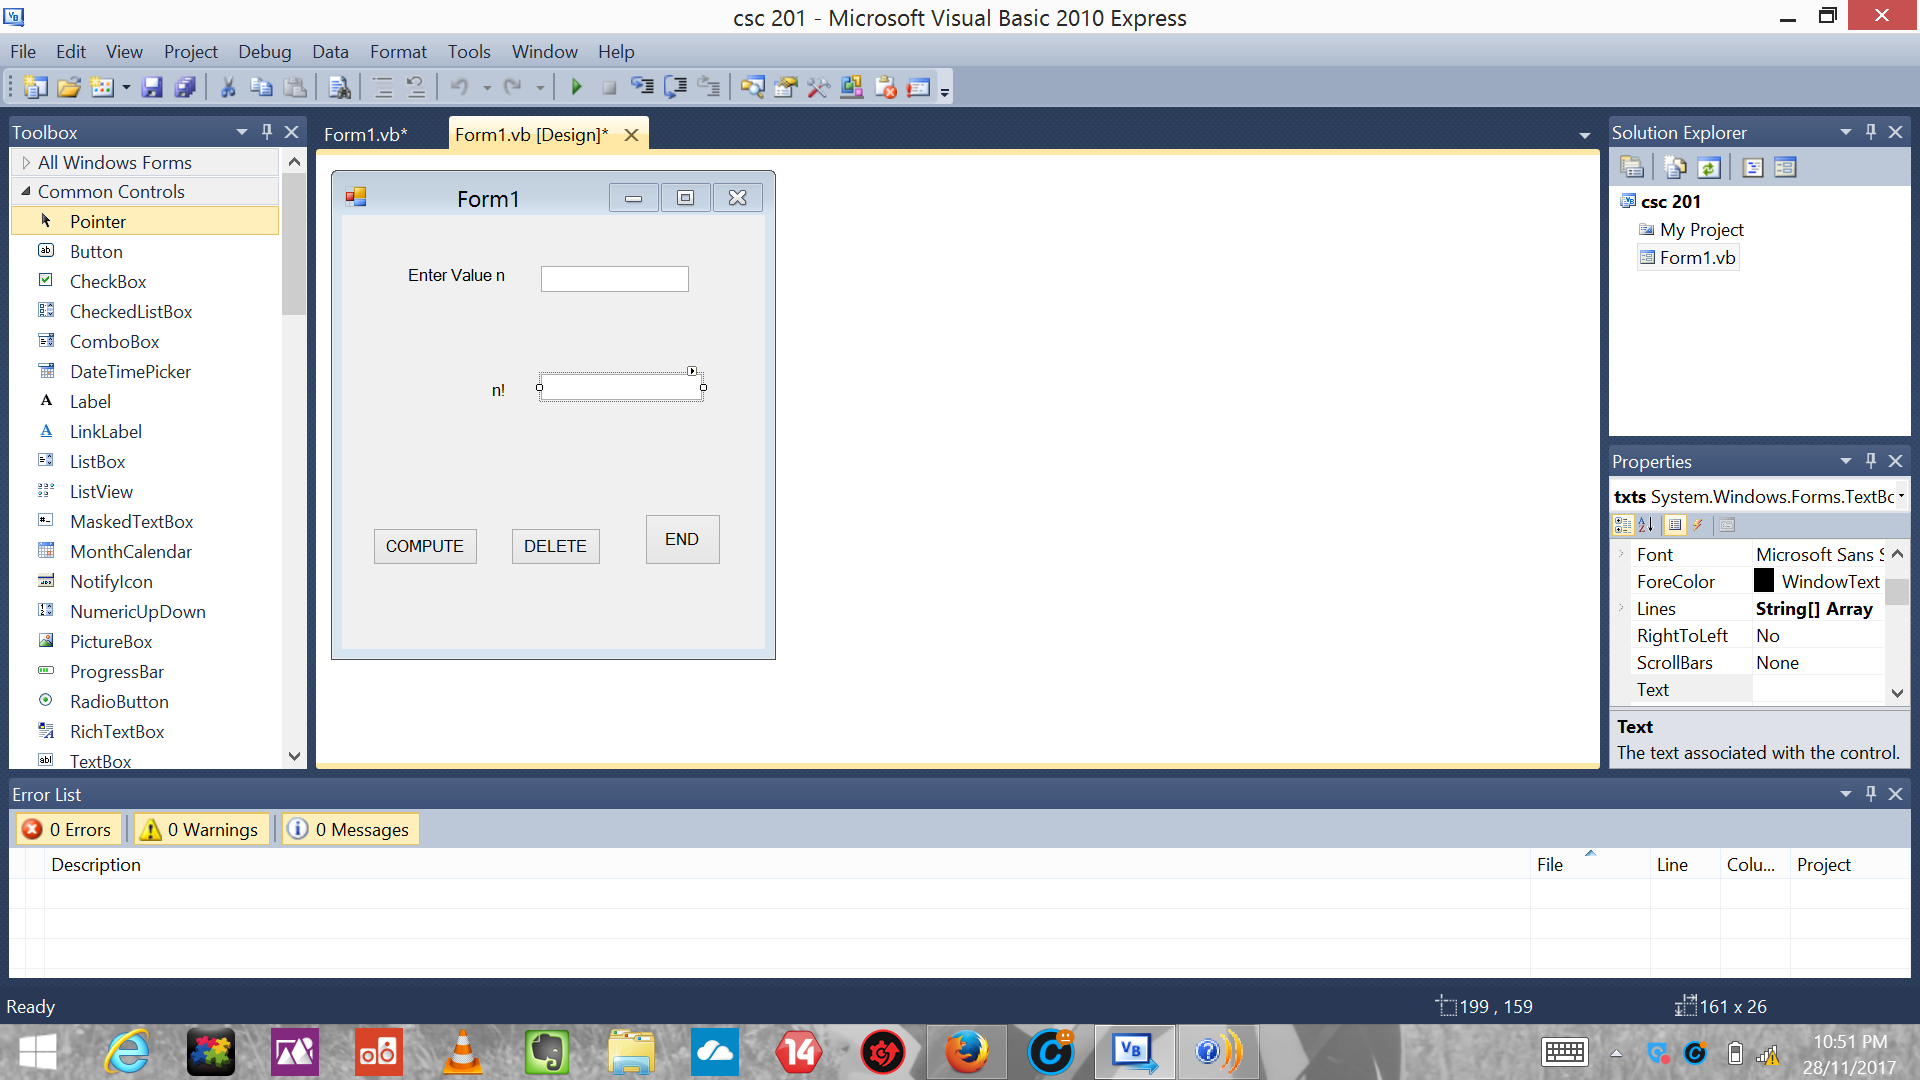 csc 201 - Microsoft Visual Basic 2010 Express
File Edit View Project Debug Data Format Tools Window Help
Toolbox
All Windows Forms
Common Controls
Pointer
Button
CheckBox
CheckedListBox
ComboBox
DateTimePicker
Label
LinkLabel
ListBox
ListView
MaskedTextBox
MonthCalendar
NotifyIcon
NumericUpDown
PictureBox
ProgressBar
RadioButton
RichTextBox
TextBox
Form1.vb* Form1.vb [Design]*
Form1
Enter Value n
n!
COMPUTE DELETE END
Solution Explorer
csc 201
My Project
Form1.vb
Properties
txts System.Windows.Forms.TextBc
Font Microsoft Sans S
ForeColor WindowText
Lines String[] Array
RightToLeft No
ScrollBars None
Text
Text
The text associated with the control.
Error List
0 Errors 0 Warnings 0 Messages
Description File Line Colu... Project
Ready 199 , 159 161 x 26
14
VB
10:51 PM
28/11/2017